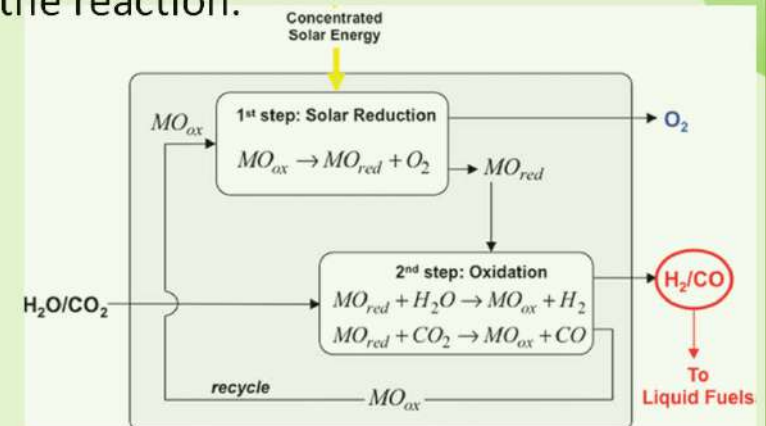 the reaction.
Concentrated
Solar Energy
1st step: Solar Reduction
MOox
MOox → MOred + O2
O2
MOred
2nd step: Oxidation
H2O/CO2
MOred + H2O → MOox + H2
MOred + CO2 → MOox + CO
H2/CO
To
Liquid Fuels
recycle
MOox